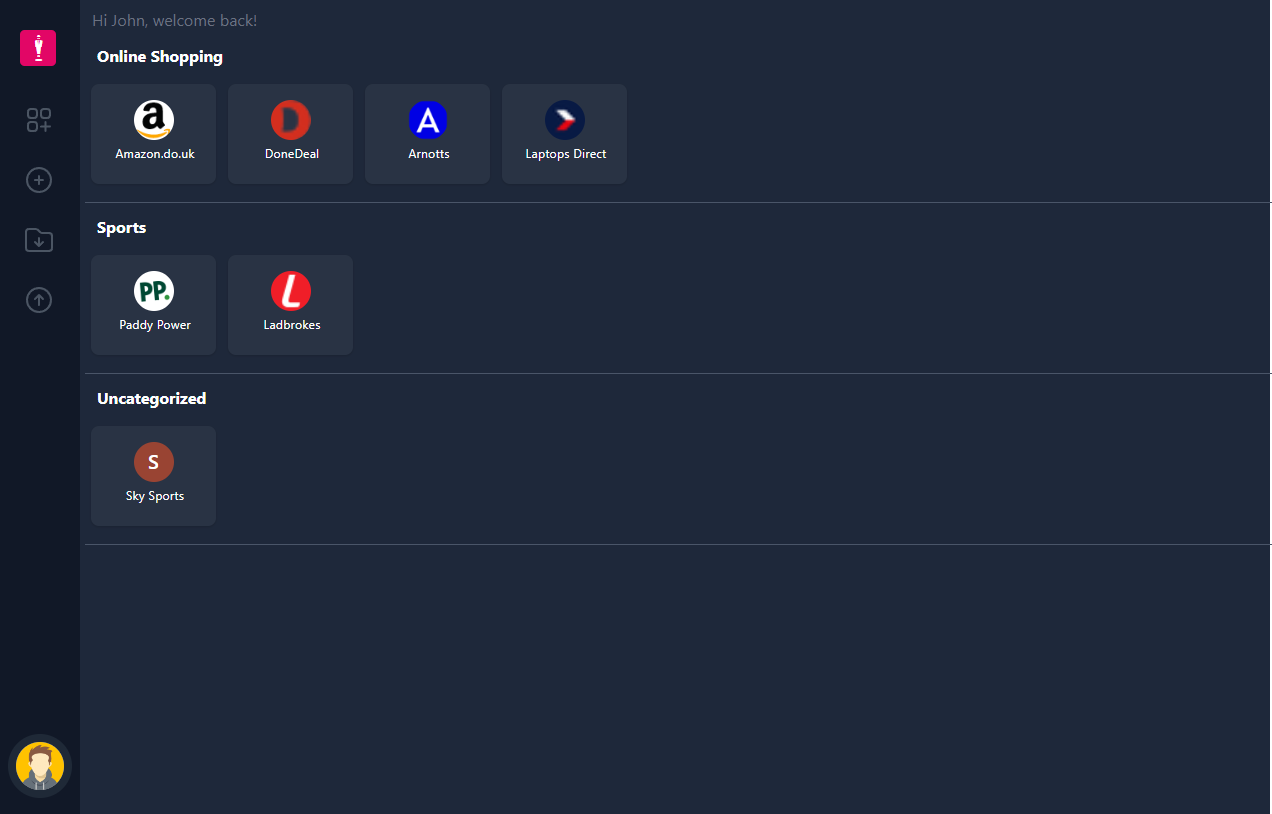 Hi John, welcome back!
Online Shopping
a
D
A
Amazon.do.uk
DoneDeal
Arnotts
Laptops Direct
Sports
PP.
L
Paddy Power
Ladbrokes
Uncategorized
S
Sky Sports